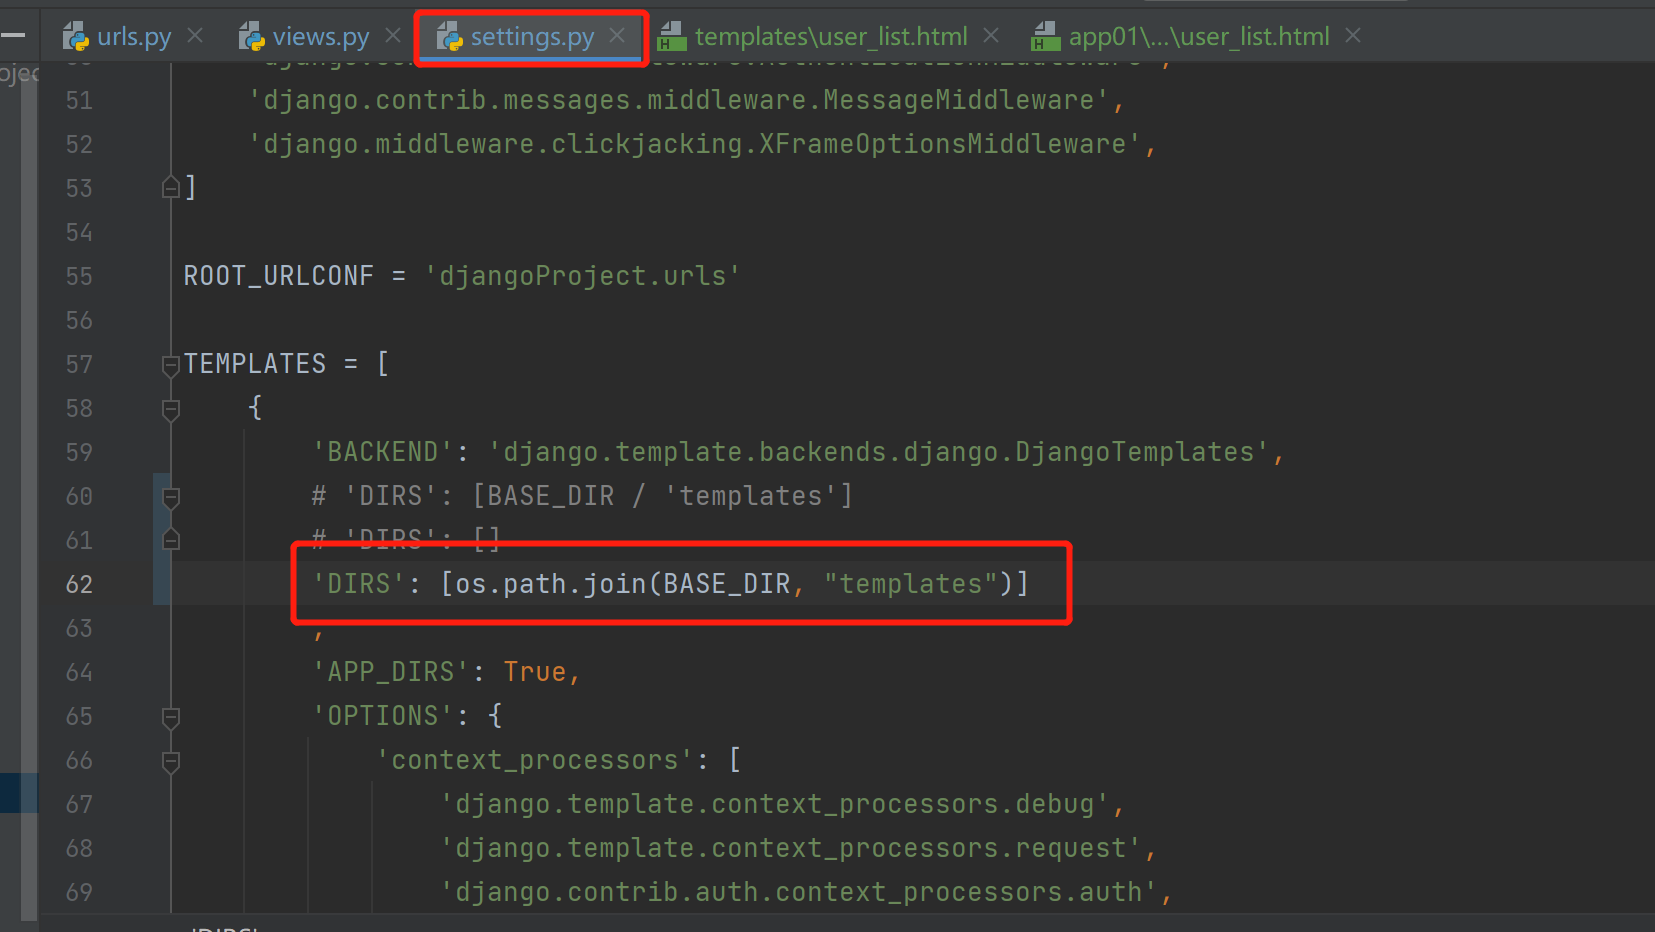 urls.py views.py settings.py templates\user_list.html app01\...\user_list.html
ojec
51 'django.contrib.messages.middleware.MessageMiddleware',
52 'django.middleware.clickjacking.XFrameOptionsMiddleware',
53 ]
54
55 ROOT_URLCONF = 'djangoProject.urls'
56
57 TEMPLATES = [
58 {
59 'BACKEND': 'django.template.backends.django.DjangoTemplates',
60 # 'DIRS': [BASE_DIR / 'templates']
61 # 'DIRS': []
62 'DIRS': [os.path.join(BASE_DIR, "templates")]
63 ,
64 'APP_DIRS': True,
65 'OPTIONS': {
66 'context_processors': [
67 'django.template.context_processors.debug',
68 'django.template.context_processors.request',
69 'django.contrib.auth.context_processors.auth',
'DIRS'